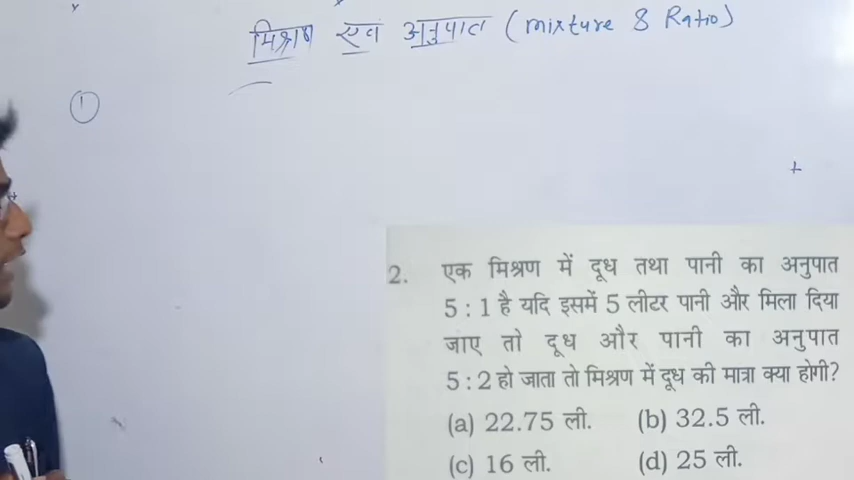 मिश्रण एवं अनुपात (mixture & Ratio)
①
2. एक मिश्रण में दूध तथा पानी का अनुपात
5 : 1 है यदि इसमें 5 लीटर पानी और मिला दिया
जाए तो दूध और पानी का अनुपात
5 : 2 हो जाता तो मिश्रण में दूध की मात्रा क्या होगी?
(a) 22.75 ली. (b) 32.5 ली.
(c) 16 ली. (d) 25 ली.